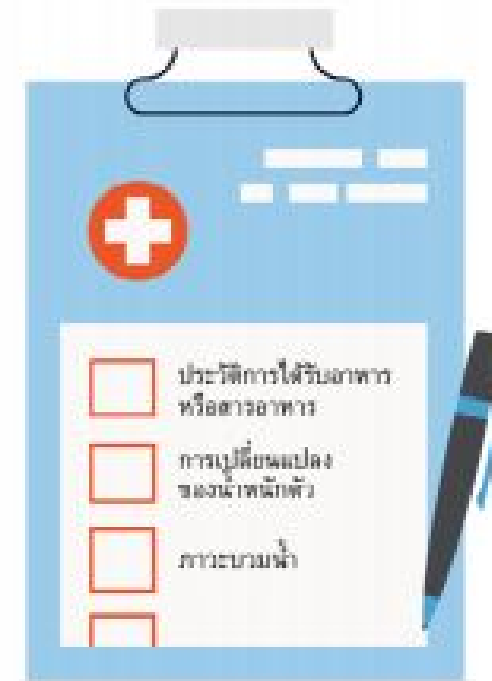 ประวัติการได้รับอาหาร
หรือสารอาหาร
การเปลี่ยนแปลง
ของน้ำหนักตัว
ภาวะบวมน้ำ